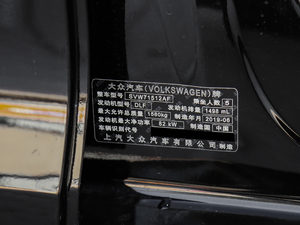 大众汽车(VOLKSWAGEN)牌
整车型号 SVW71512AF 乘坐人数 5
发动机型号 DLF 发动机排量 1498 mL
最大允许总质量 1880kg 制造年月 2019-06
发动机最大净功率 82 kW 制造国 中国
车辆识别代号
上汽大众汽车有限公司 制造